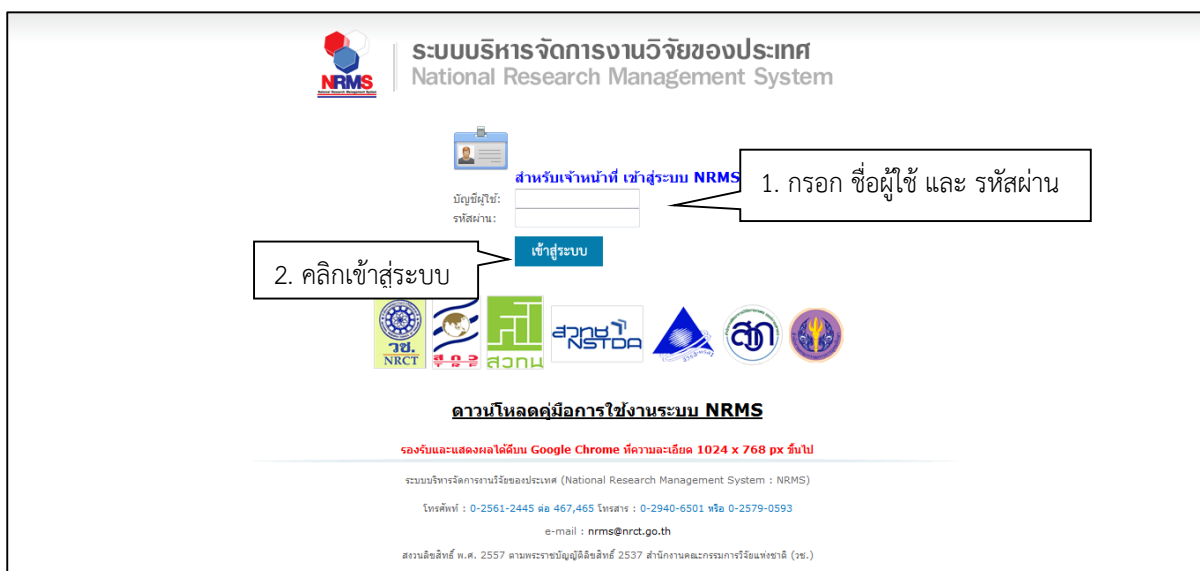 ระบบบริหารจัดการงานวิจัยของประเทศ
NRMS
National Research Management System
สำหรับเจ้าหน้าที่ เข้าสู่ระบบ NRMS
1. กรอก ชื่อผู้ใช้ และ รหัสผ่าน
บัญชีผู้ใช้:
รหัสผ่าน:
เข้าสู่ระบบ
2. คลิกเข้าสู่ระบบ
วช.
NRCT
สกว
TRF
สวทน
สวทช
NSTDA
สวก
ดาวน์โหลดคู่มือการใช้งานระบบ NRMS
รองรับและแสดงผลได้ดีบน Google Chrome ที่ความละเอียด 1024 x 768 px ขึ้นไป
ระบบบริหารจัดการงานวิจัยของประเทศ (National Research Management System : NRMS)
โทรศัพท์ : 0-2561-2445 ต่อ 467,465 โทรสาร : 0-2940-6501 หรือ 0-2579-0593
e-mail : nrms@nrct.go.th
สงวนลิขสิทธิ์ พ.ศ. 2557 ตามพระราชบัญญัติลิขสิทธิ์ 2537 สำนักงานคณะกรรมการวิจัยแห่งชาติ (วช.)